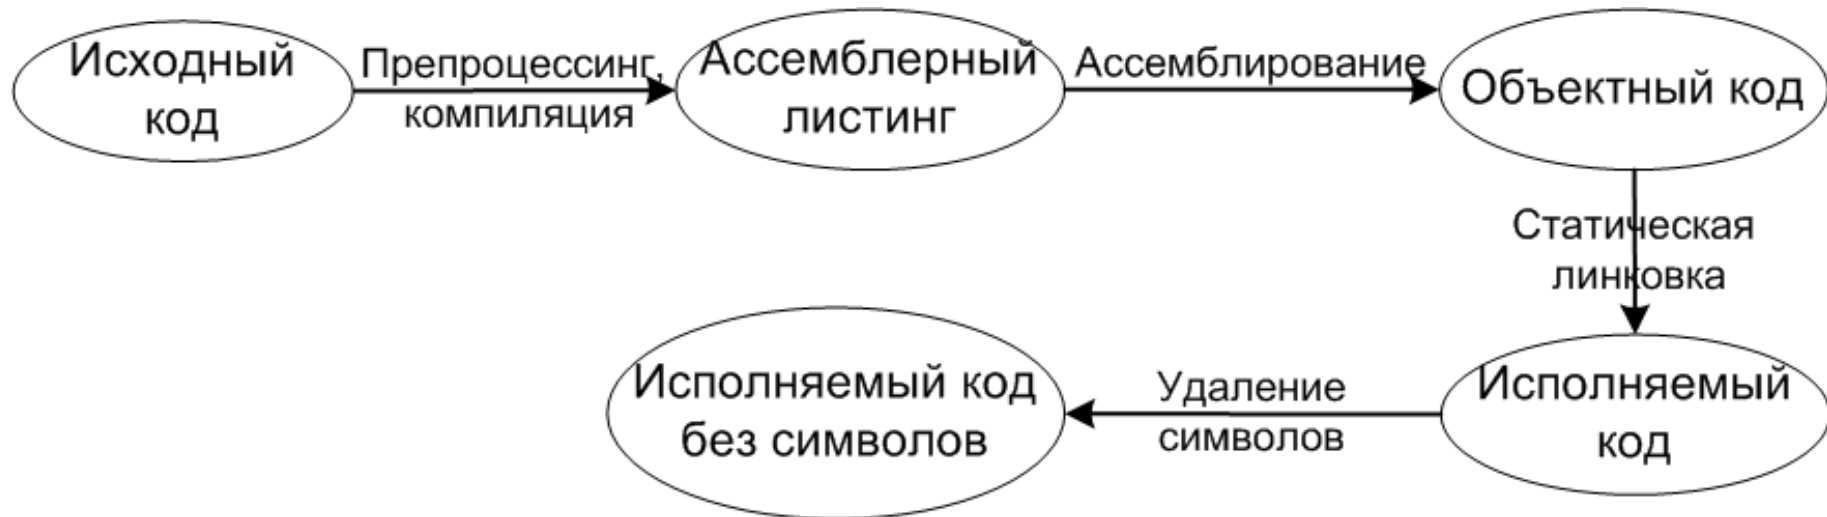 Исходный
код
Препроцессинг,
компиляция
Ассемблерный
листинг
Ассемблирование
Объектный код
Статическая
линковка
Исполняемый
код
Удаление
символов
Исполняемый код
без символов